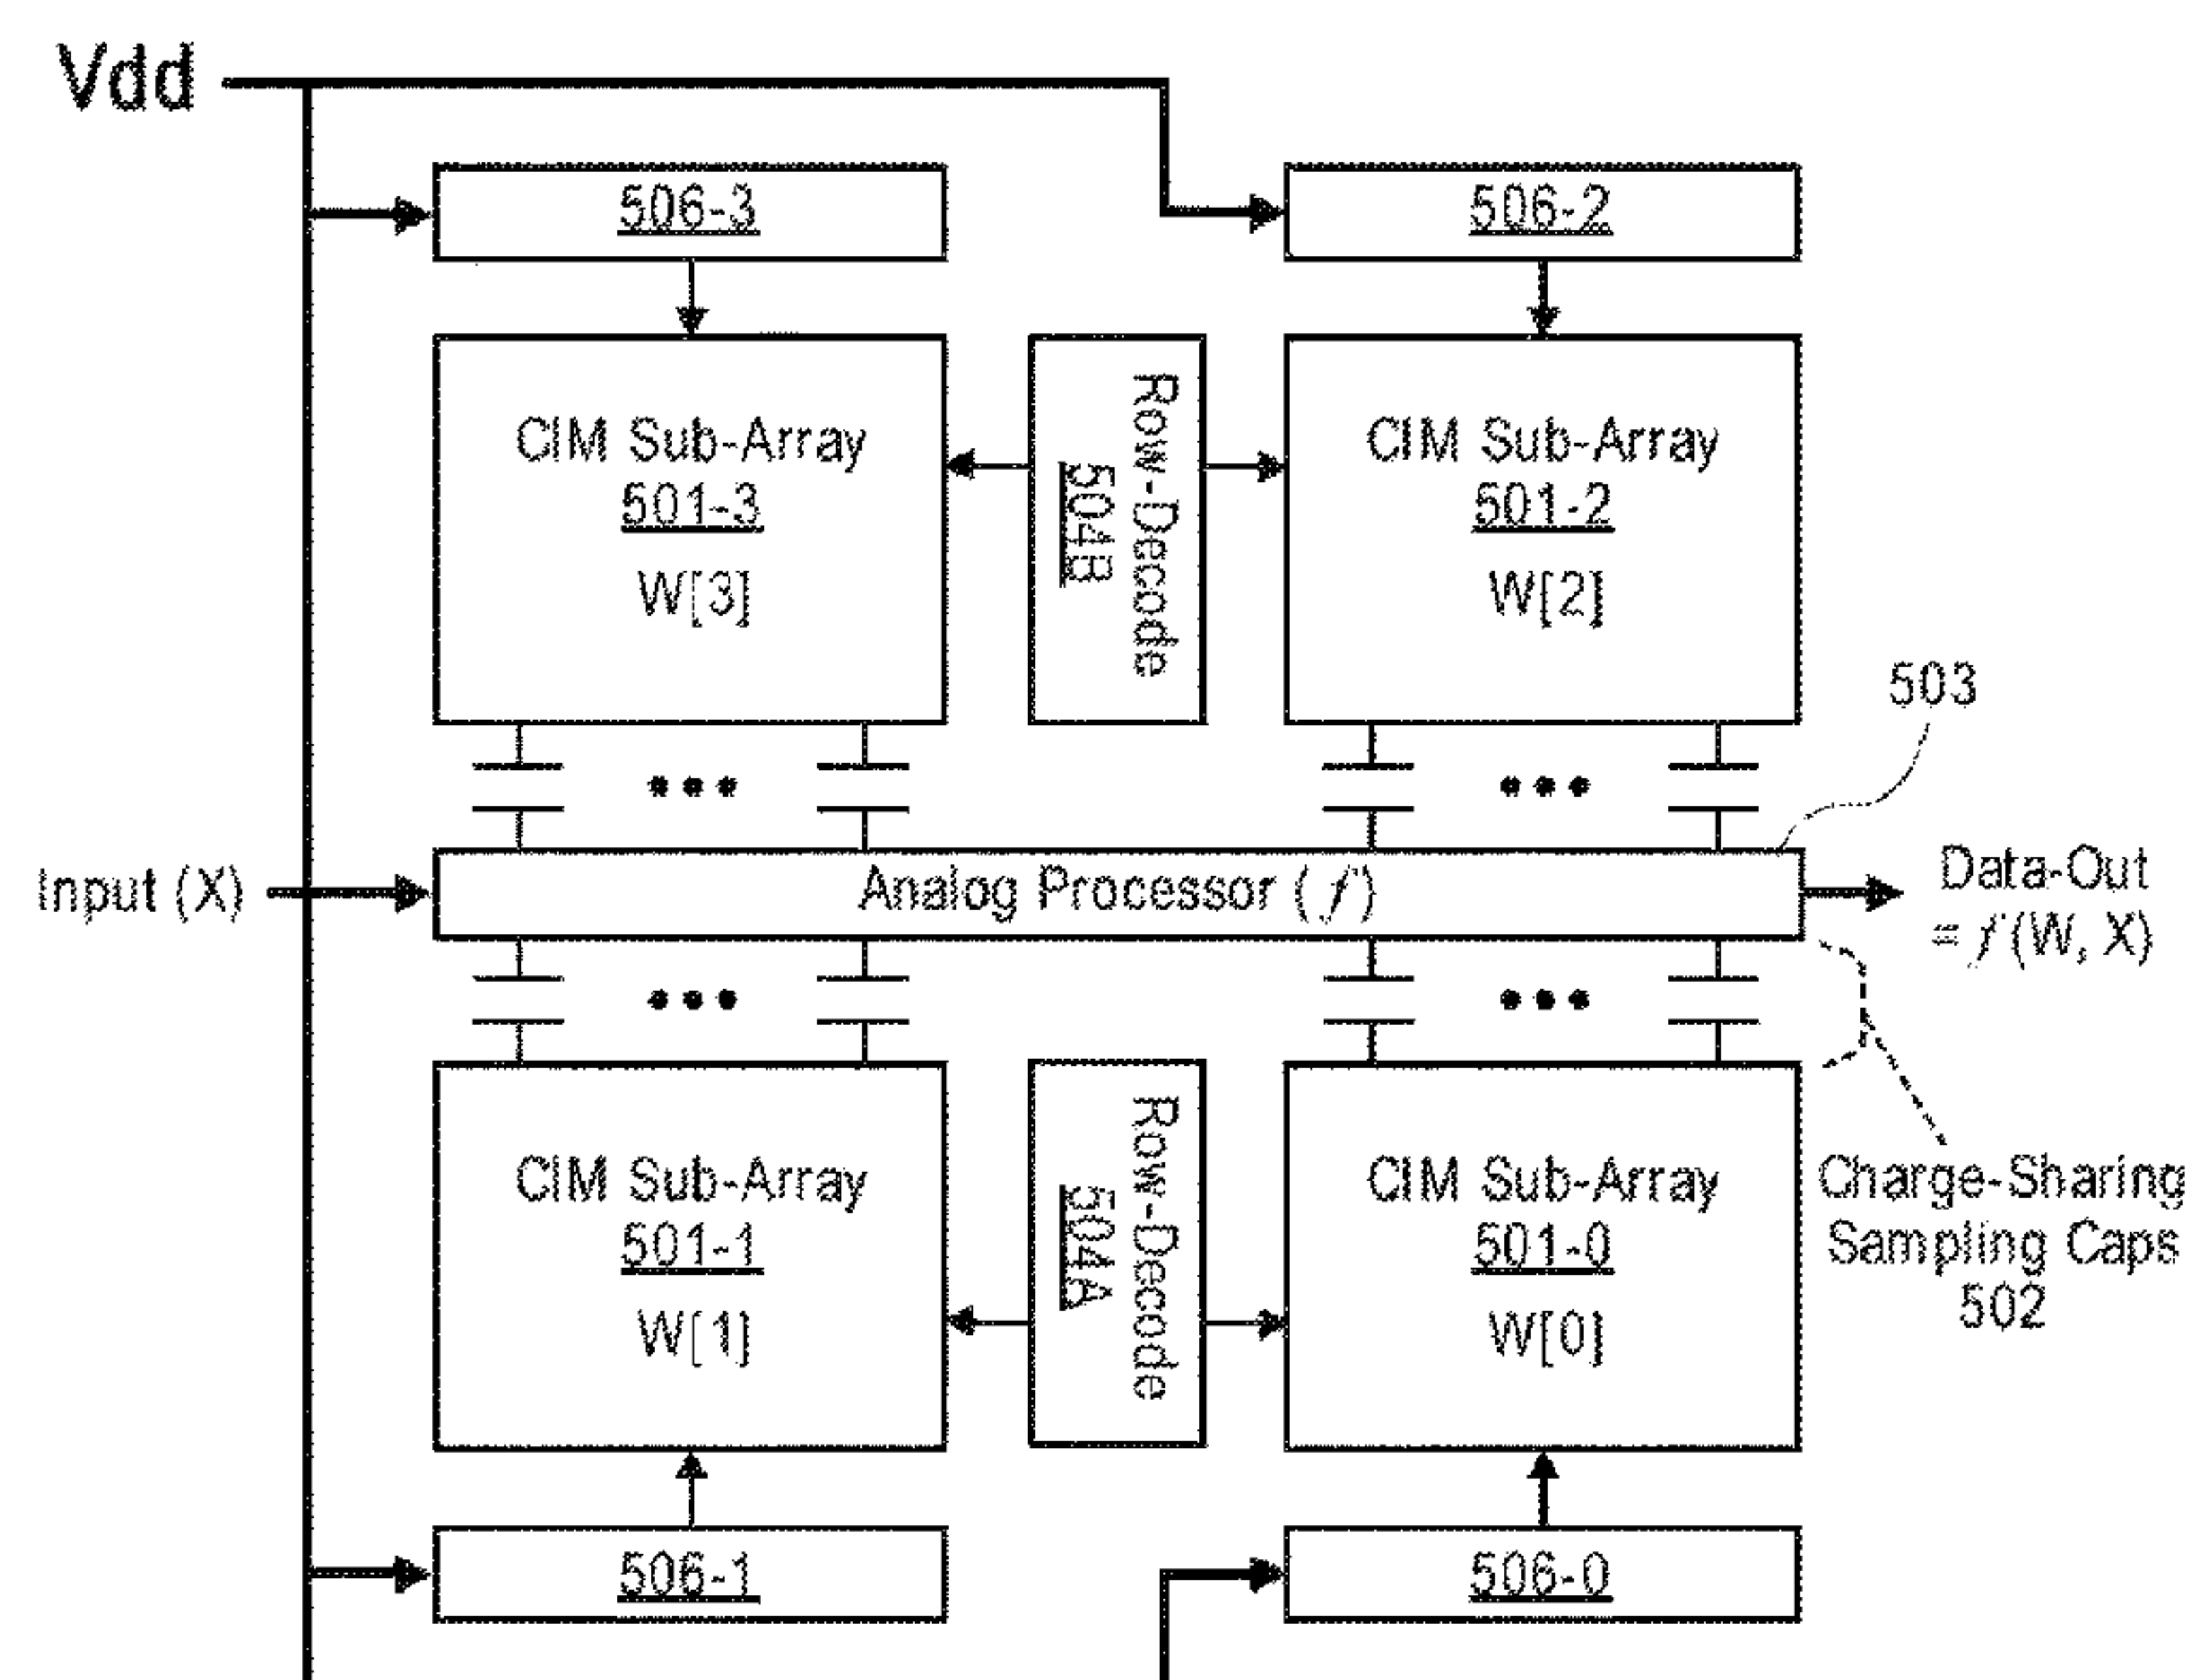 Vdd
506-3
506-2
CIM Sub-Array
501-3
W[3]
Row-Decode
504B
CIM Sub-Array
501-2
W[2]
503
Input (X)
Analog Processor (f)
Data-Out
= f (W, X)
CIM Sub-Array
501-1
W[1]
Row-Decode
504A
CIM Sub-Array
501-0
W[0]
Charge-Sharing
Sampling Caps
502
506-1
506-0